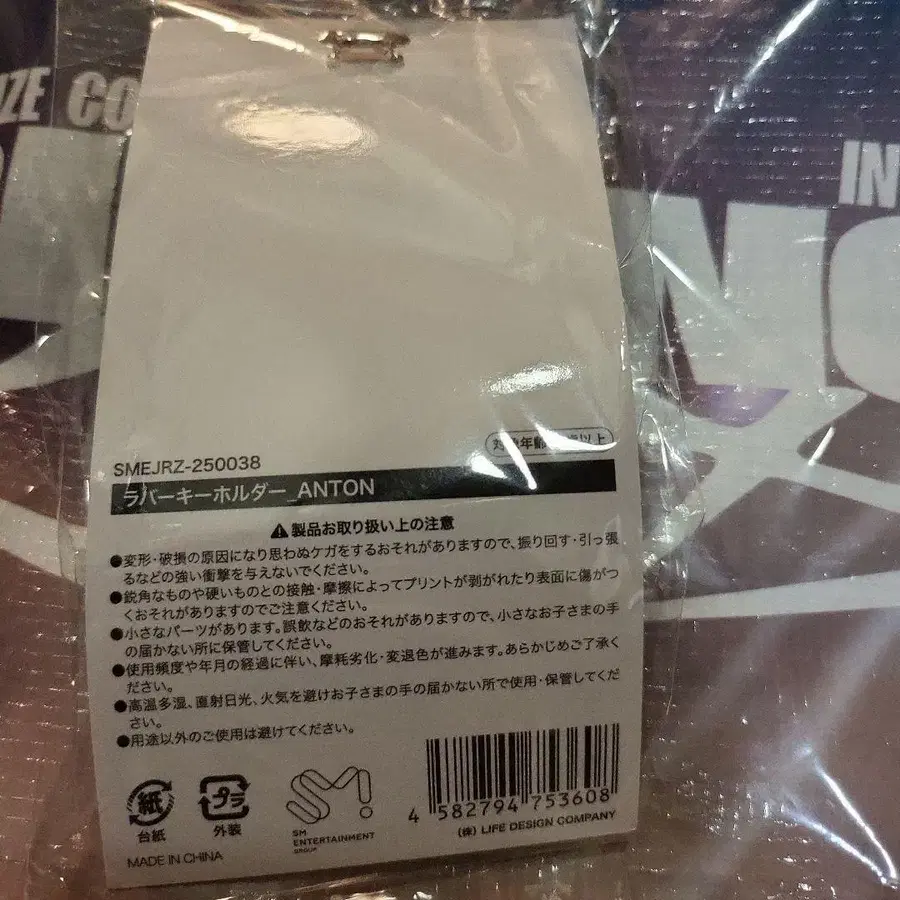 IZE CO
IN
NO
SMEJRZ-250038
対象年齢 以上
ラバーキーホルダー_ANTON
製品お取り扱い上の注意
●変形・破損の原因になり思わぬケガをするおそれがありますので、振り回す・引っ張
るなどの強い衝撃を与えないでください。
●鋭角なものや硬いものとの接触・摩擦によってプリントが剥がれたり表面に傷がつ
くおそれがありますのでご注意ください。
●小さなパーツがあります。誤飲などのおそれがありますので、小さなお子さまの手
の届かない所に保管してください。
●使用頻度や年月の経過に伴い、摩耗劣化・変退色が進みます。あらかじめご了承く
ださい。
●高温多湿、直射日光、火気を避けお子さまの手の届かない所で使用・保管してくだ
さい。
●用途以外のご使用は避けてください。
紙
台紙
プラ
外装
SM
ENTERTAINMENT
GROUP
4 582794 753608
(株) LIFE DESIGN COMPANY
MADE IN CHINA